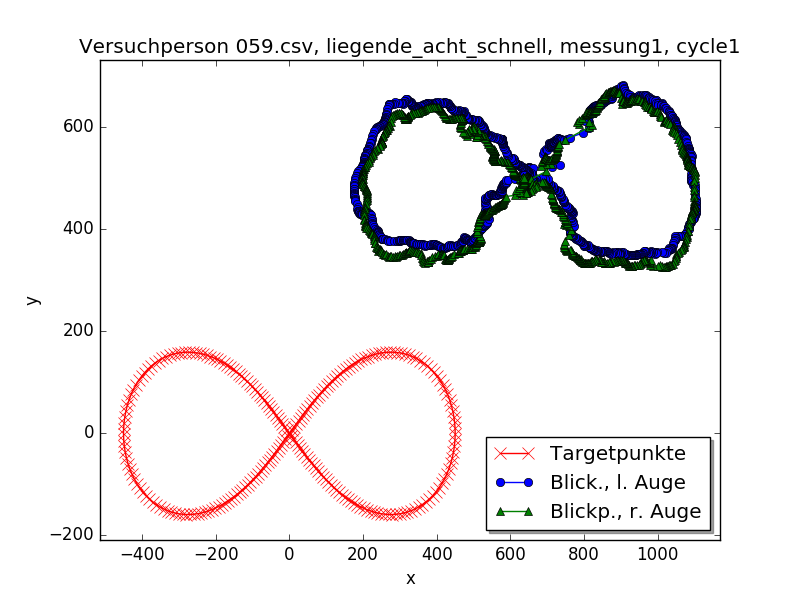 Versuchperson 059.csv, liegende_acht_schnell, messung1, cycle1
600
400
200
0
−200
y
−400
−200
0
200
400
600
800
1000
x
Targetpunkte
Blick., l. Auge
Blickp., r. Auge